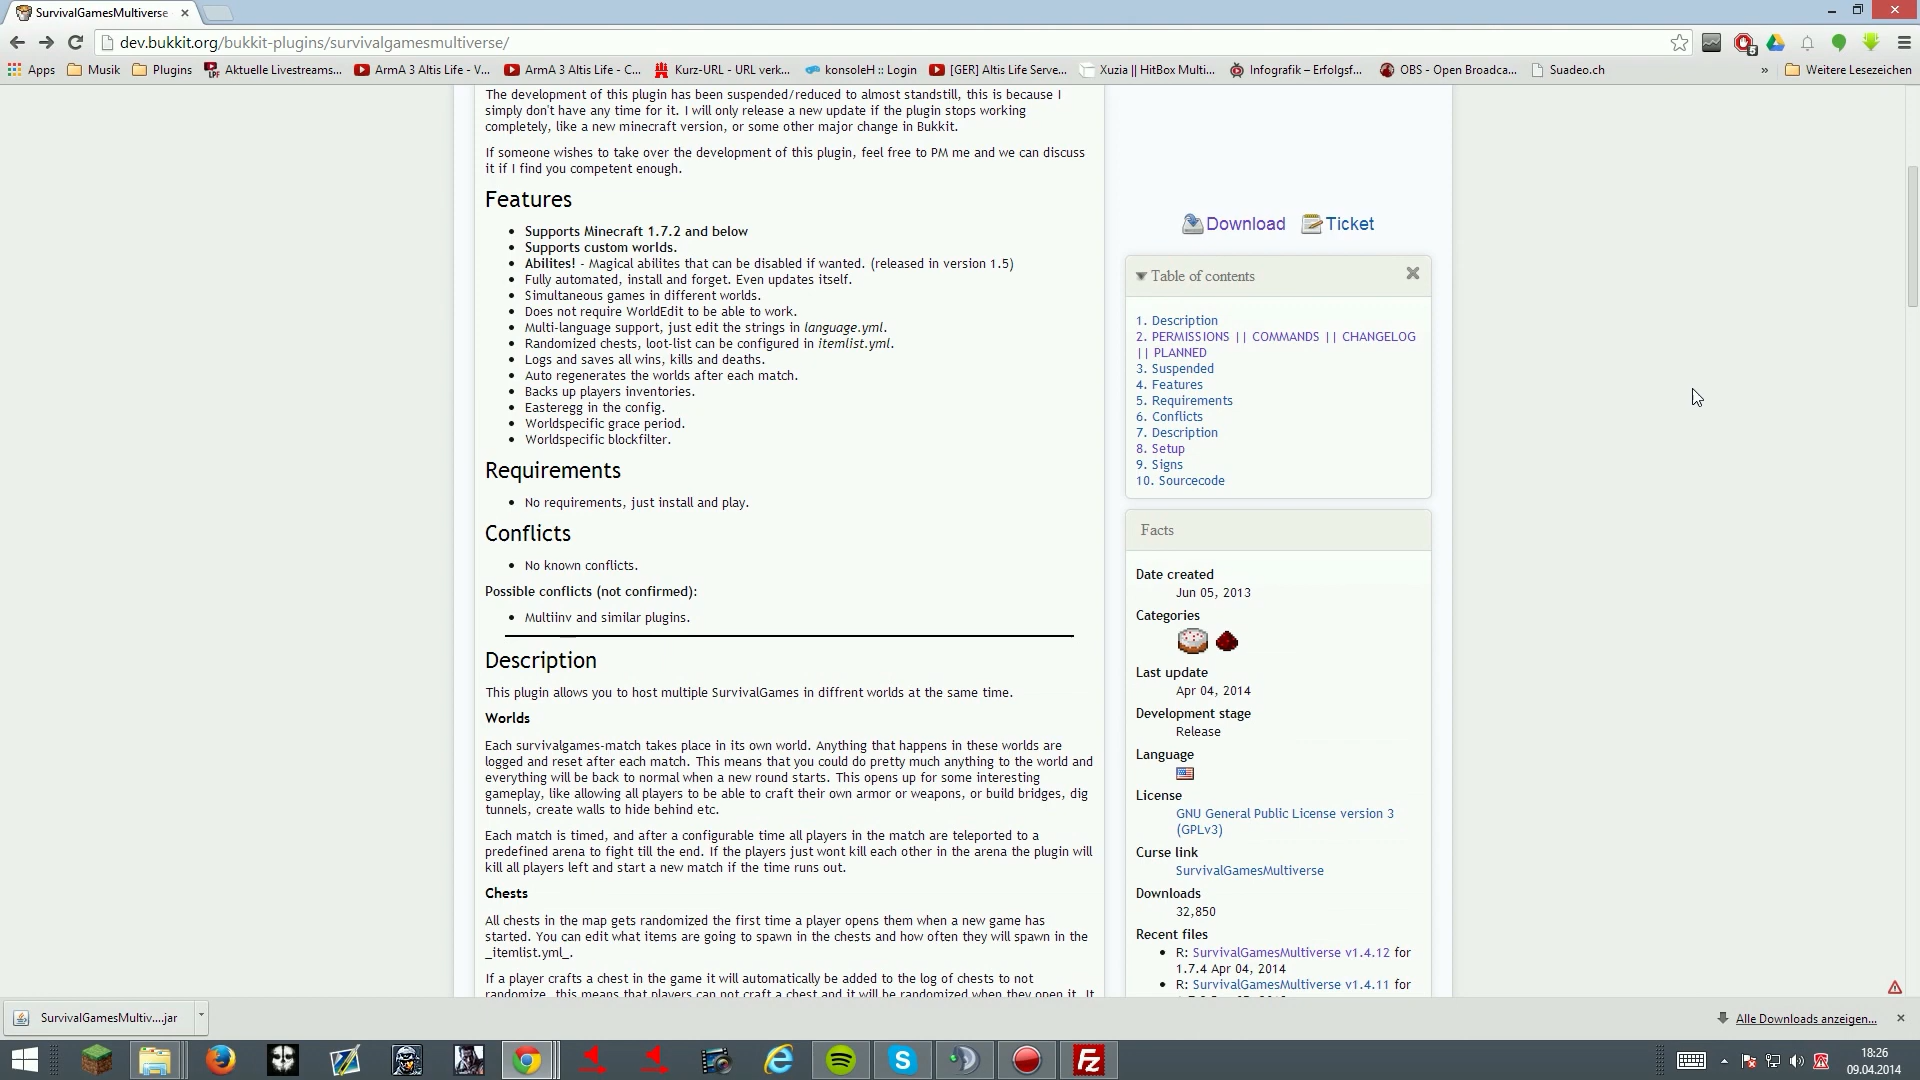 SurvivalGamesMultiverse
dev.bukkit.org/bukkit-plugins/survivalgamesmultiverse/
5
Apps
Musik
Plugins
Aktuelle Livestreams...
ArmA 3 Altis Life - V...
ArmA 3 Altis Life - C...
Kurz-URL - URL verk...
konsoleH :: Login
[GER] Altis Life Serve...
Xuzia || HitBox Multi...
Infografik – Erfolgsf...
OBS - Open Broadca...
Suadeo.ch
»
Weitere Lesezeichen
The development of this plugin has been suspended/reduced to almost standstill, this is because I
simply don't have any time for it. I will only release a new update if the plugin stops working
completely, like a new minecraft version, or some other major change in Bukkit.
If someone wishes to take over the development of this plugin, feel free to PM me and we can discuss
it if I find you competent enough.
Features
• Supports Minecraft 1.7.2 and below
• Supports custom worlds.
• Abilites! - Magical abilites that can be disabled if wanted. (released in version 1.5)
• Fully automated, install and forget. Even updates itself.
• Simultaneous games in different worlds.
• Does not require WorldEdit to be able to work.
• Multi-language support, just edit the strings in language.yml.
• Randomized chests, loot-list can be configured in itemlist.yml.
• Logs and saves all wins, kills and deaths.
• Auto regenerates the worlds after each match.
• Backs up players inventories.
• Easteregg in the config.
• Worldspecific grace period.
• Worldspecific blockfilter.
Requirements
• No requirements, just install and play.
Conflicts
• No known conflicts.
Possible conflicts (not confirmed):
• Multiinv and similar plugins.
Description
This plugin allows you to host multiple SurvivalGames in diffrent worlds at the same time.
Worlds
Each survivalgames-match takes place in its own world. Anything that happens in these worlds are
logged and reset after each match. This means that you could do pretty much anything to the world and
everything will be back to normal when a new round starts. This opens up for some interesting
gameplay, like allowing all players to be able to craft their own armor or weapons, or build bridges, dig
tunnels, create walls to hide behind etc.
Each match is timed, and after a configurable time all players in the match are teleported to a
predefined arena to fight till the end. If the players just wont kill each other in the arena the plugin will
kill all players left and start a new match if the time runs out.
Chests
All chests in the map gets randomized the first time a player opens them when a new game has
started. You can edit what items are going to spawn in the chests and how often they will spawn in the
_itemlist.yml_.
If a player crafts a chest in the game it will automatically be added to the log of chests to not
randomize, this means that players can not craft a chest and it will be randomized when they open it. It
Download
Ticket
Table of contents
1. Description
2. PERMISSIONS || COMMANDS || CHANGELOG
|| PLANNED
3. Suspended
4. Features
5. Requirements
6. Conflicts
7. Description
8. Setup
9. Signs
10. Sourcecode
Facts
Date created
Jun 05, 2013
Categories
Last update
Apr 04, 2014
Development stage
Release
Language
License
GNU General Public License version 3
(GPLv3)
Curse link
SurvivalGamesMultiverse
Downloads
32,850
Recent files
• R: SurvivalGamesMultiverse v1.4.12 for
1.7.4 Apr 04, 2014
• R: SurvivalGamesMultiverse v1.4.11 for
SurvivalGamesMultiv....jar
Alle Downloads anzeigen...
18:26
09.04.2014